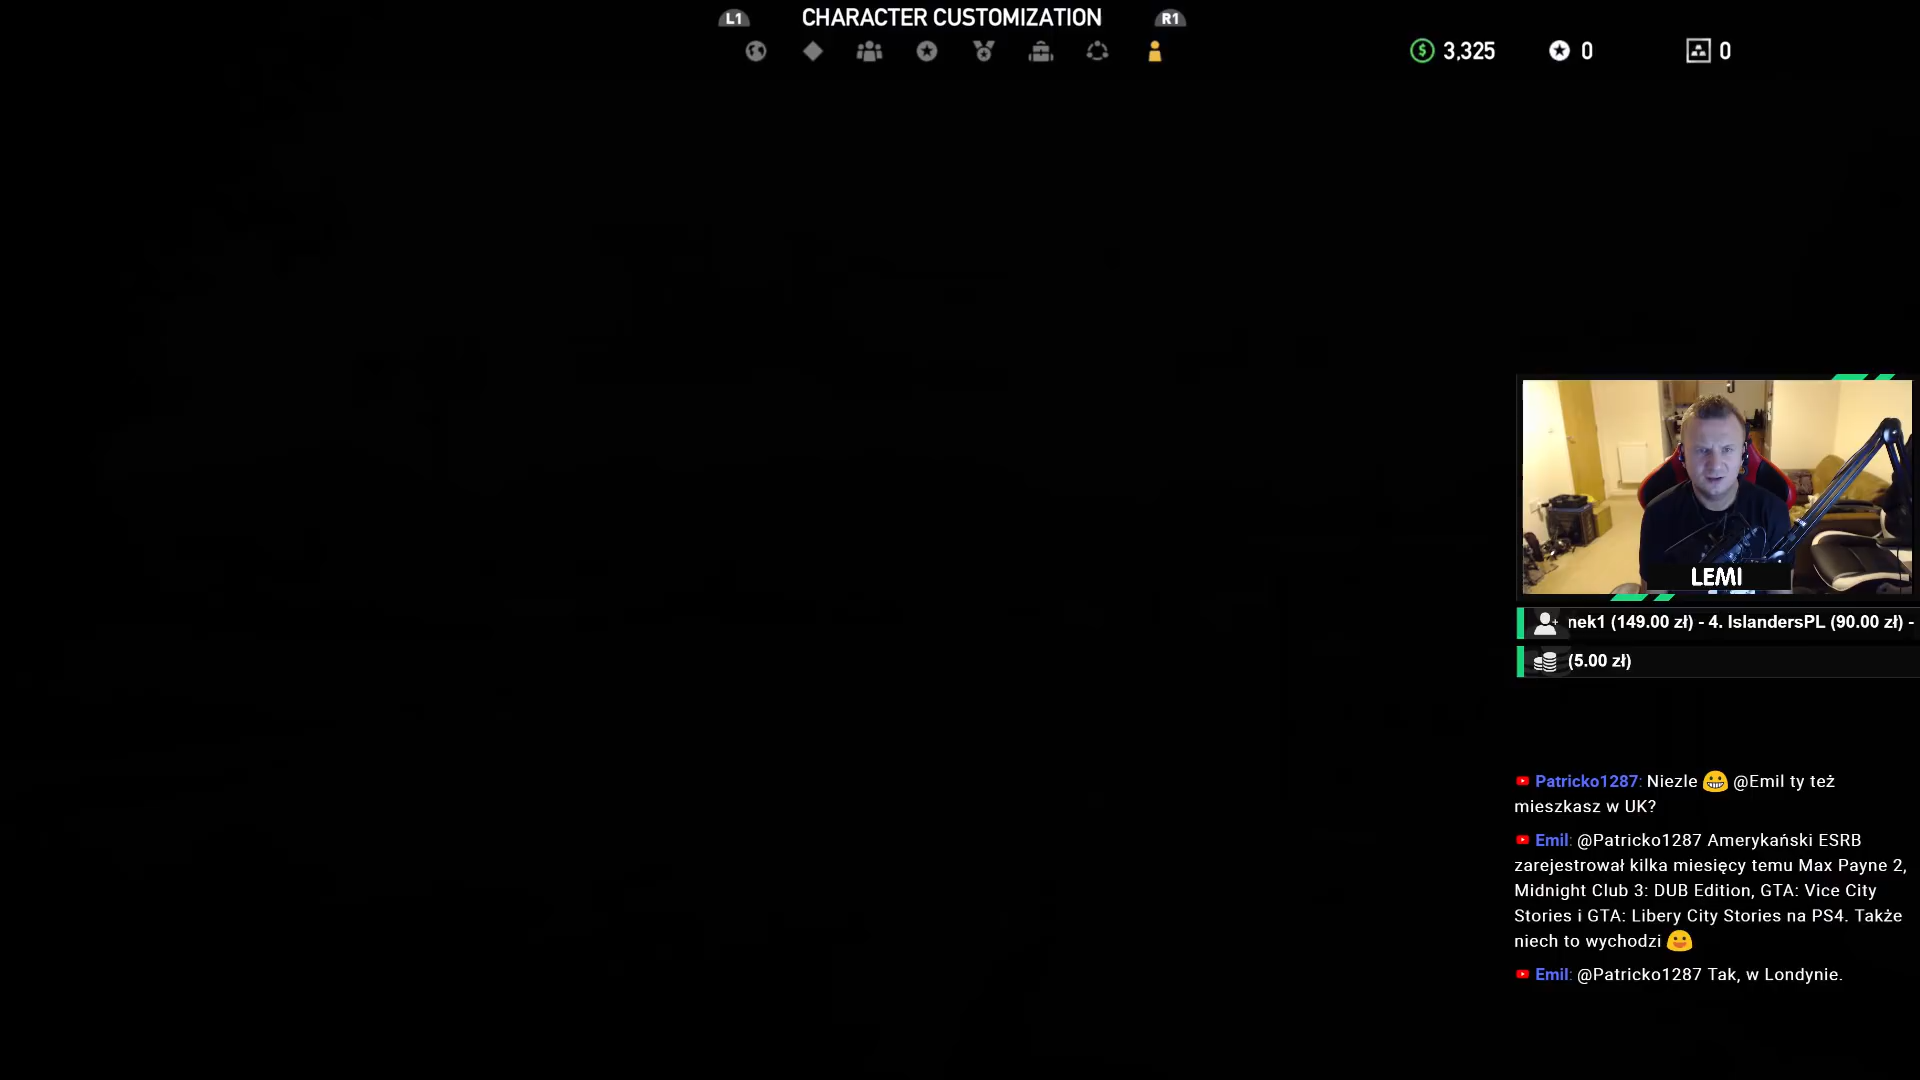 L1 CHARACTER CUSTOMIZATION R1
$ 3,325 0 0
LEMI
nek1 (149.00 zł) - 4. IslandersPL (90.00 zł) -
(5.00 zł)
Patricko1287: Niezle 😀 @Emil ty też
mieszkasz w UK?
Emil: @Patricko1287 Amerykański ESRB
zarejestrował kilka miesięcy temu Max Payne 2,
Midnight Club 3: DUB Edition, GTA: Vice City
Stories i GTA: Libery City Stories na PS4. Także
niech to wychodzi 😃
Emil: @Patricko1287 Tak, w Londynie.